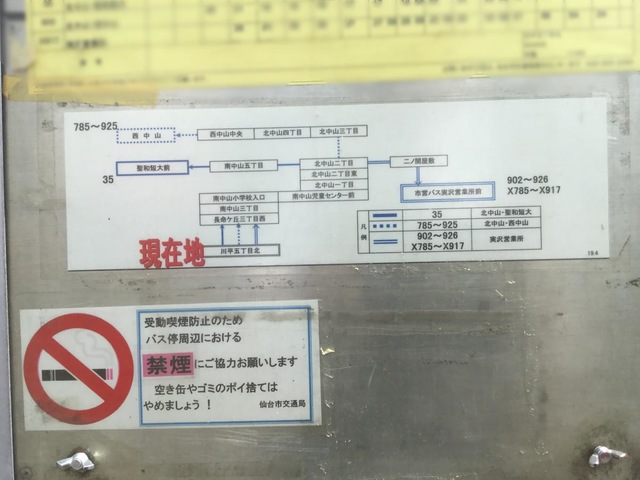 785～925
西中山
西中山中央
北中山四丁目
北中山三丁目
35
聖和短大前
南中山五丁目
北中山二丁目
北中山二丁目東
北中山一丁目
二ノ関屋敷
市営バス実沢営業所前
902～926
X785～X917
南中山小学校入口
南中山児童センター前
南中山三丁目
長命ケ丘三丁目西
川平五丁目北
現在地
凡例
35
北中山・聖和短大
785～925
北中山・西中山
902～926
X785～X917
実沢営業所
19.4
受動喫煙防止のため
バス停周辺における
禁煙にご協力お願いします
空き缶やゴミのポイ捨ては
やめましょう！
仙台市交通局